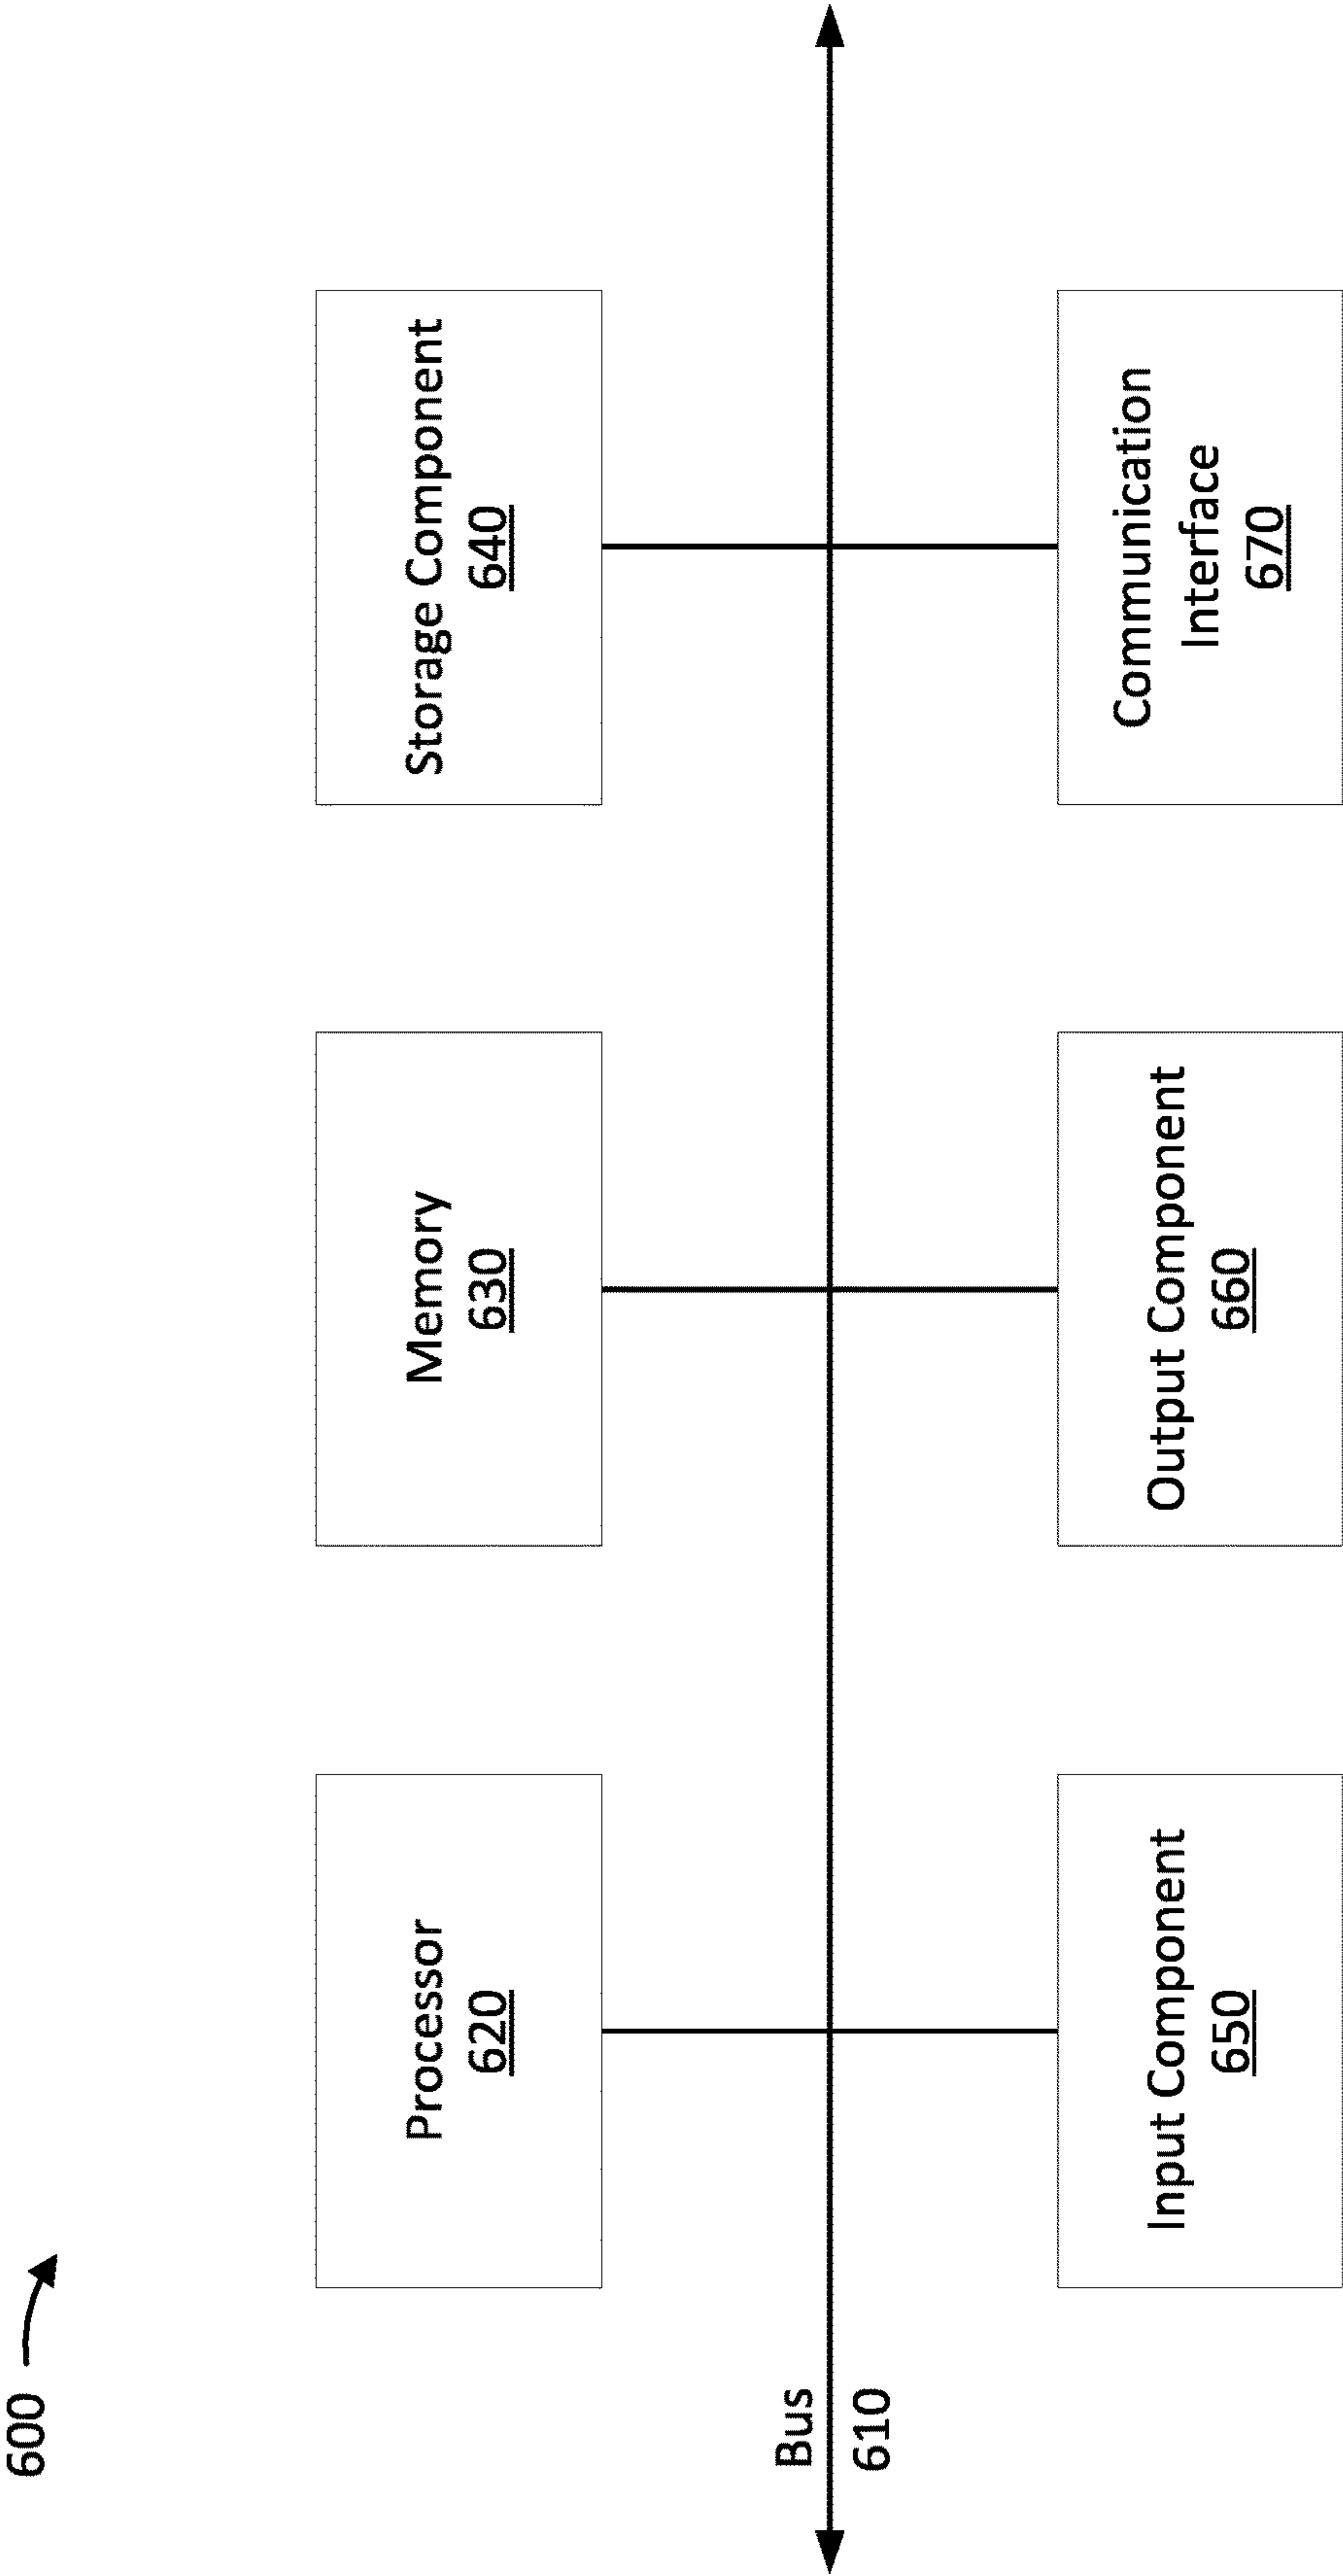 600
Processor
620
Memory
630
Storage Component
640
Bus
610
Input Component
650
Output Component
660
Communication
Interface
670